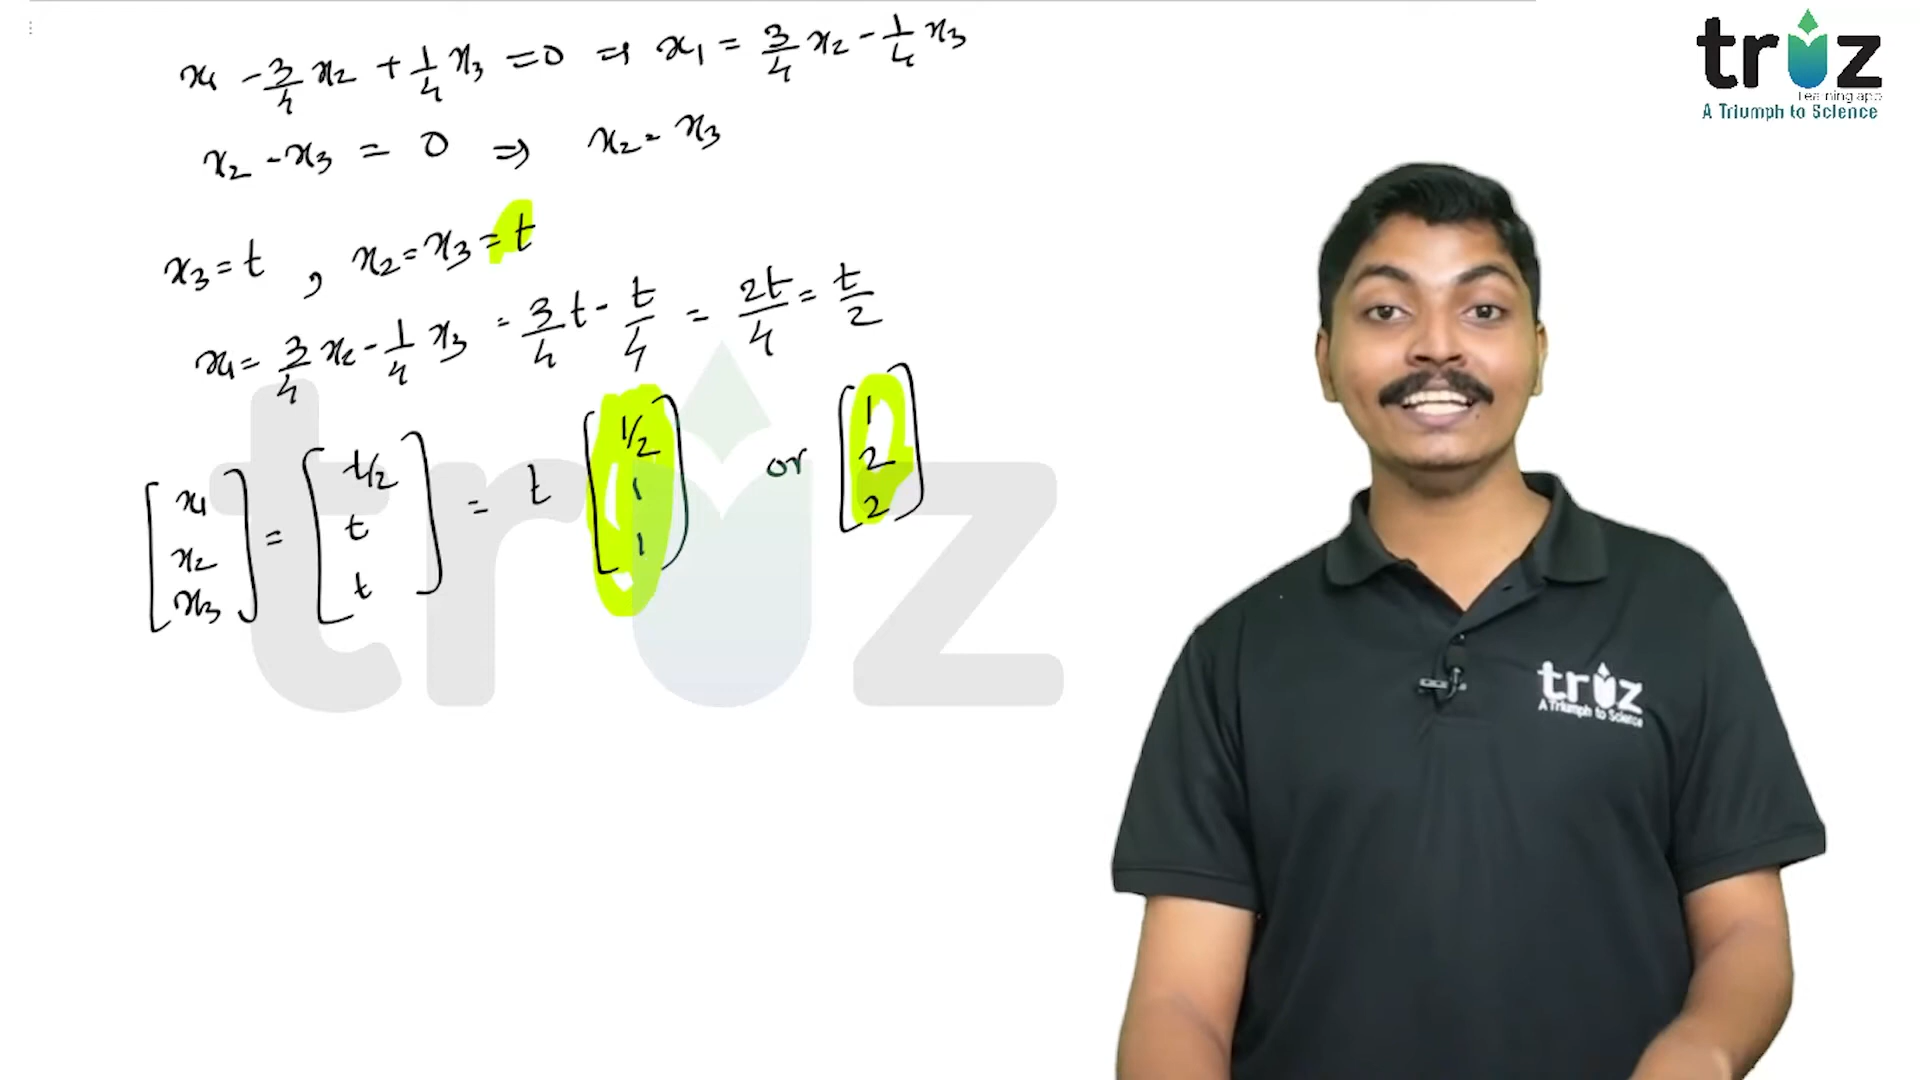 x₁ - 3/4 x₂ + 1/4 x₃ = 0 ⇒ x₁ = 3/4 x₂ - 1/4 x₃
x₂ - x₃ = 0 ⇒ x₂ = x₃
x₃ = t , x₂ = x₃ = t
x₁ = 3/4 x₂ - 1/4 x₃ = 3/4 t - t/4 = 2t/4 = t/2
[x₁ x₂ x₃] = [t/2 t t] = t [1/2 1 1] or [1 2 2]
truz
learning app
A Triumph to Science
truz
A Triumph to Science
truz